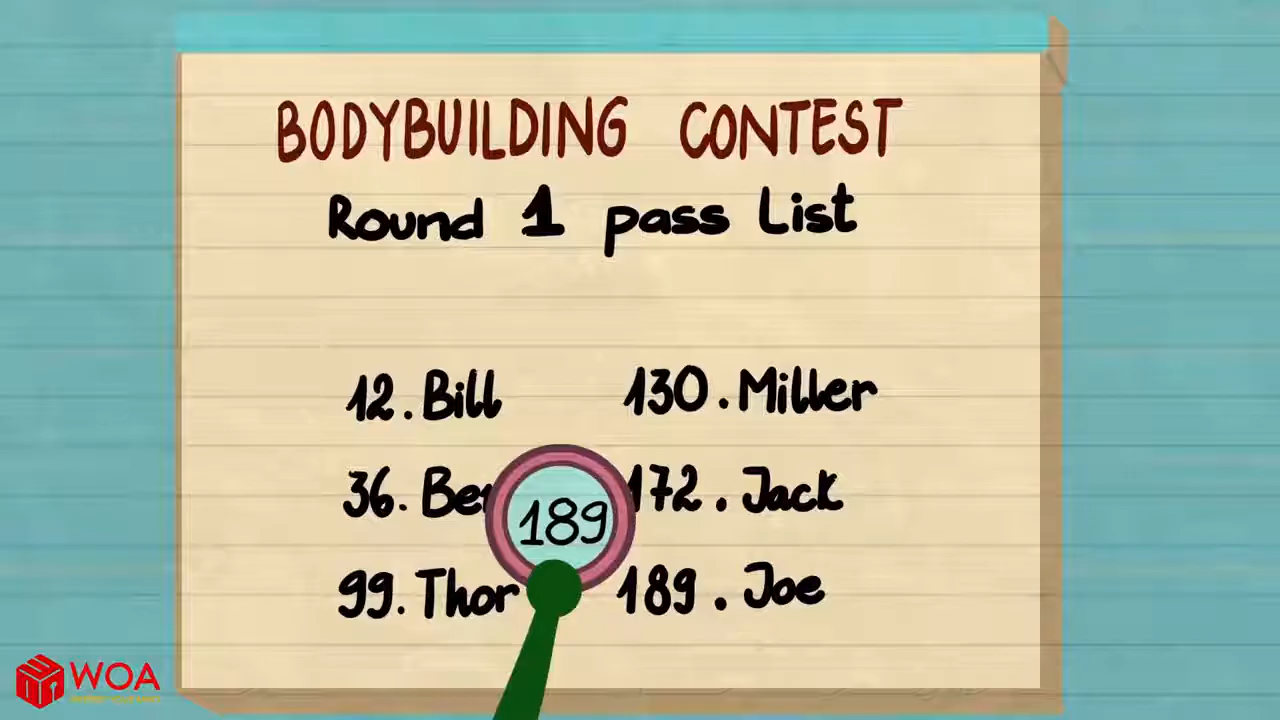 BODYBUILDING CONTEST
Round 1 pass List
12. Bill 130. Miller
36. 172. Jack
189
99. Thor 189. Joe
WOA